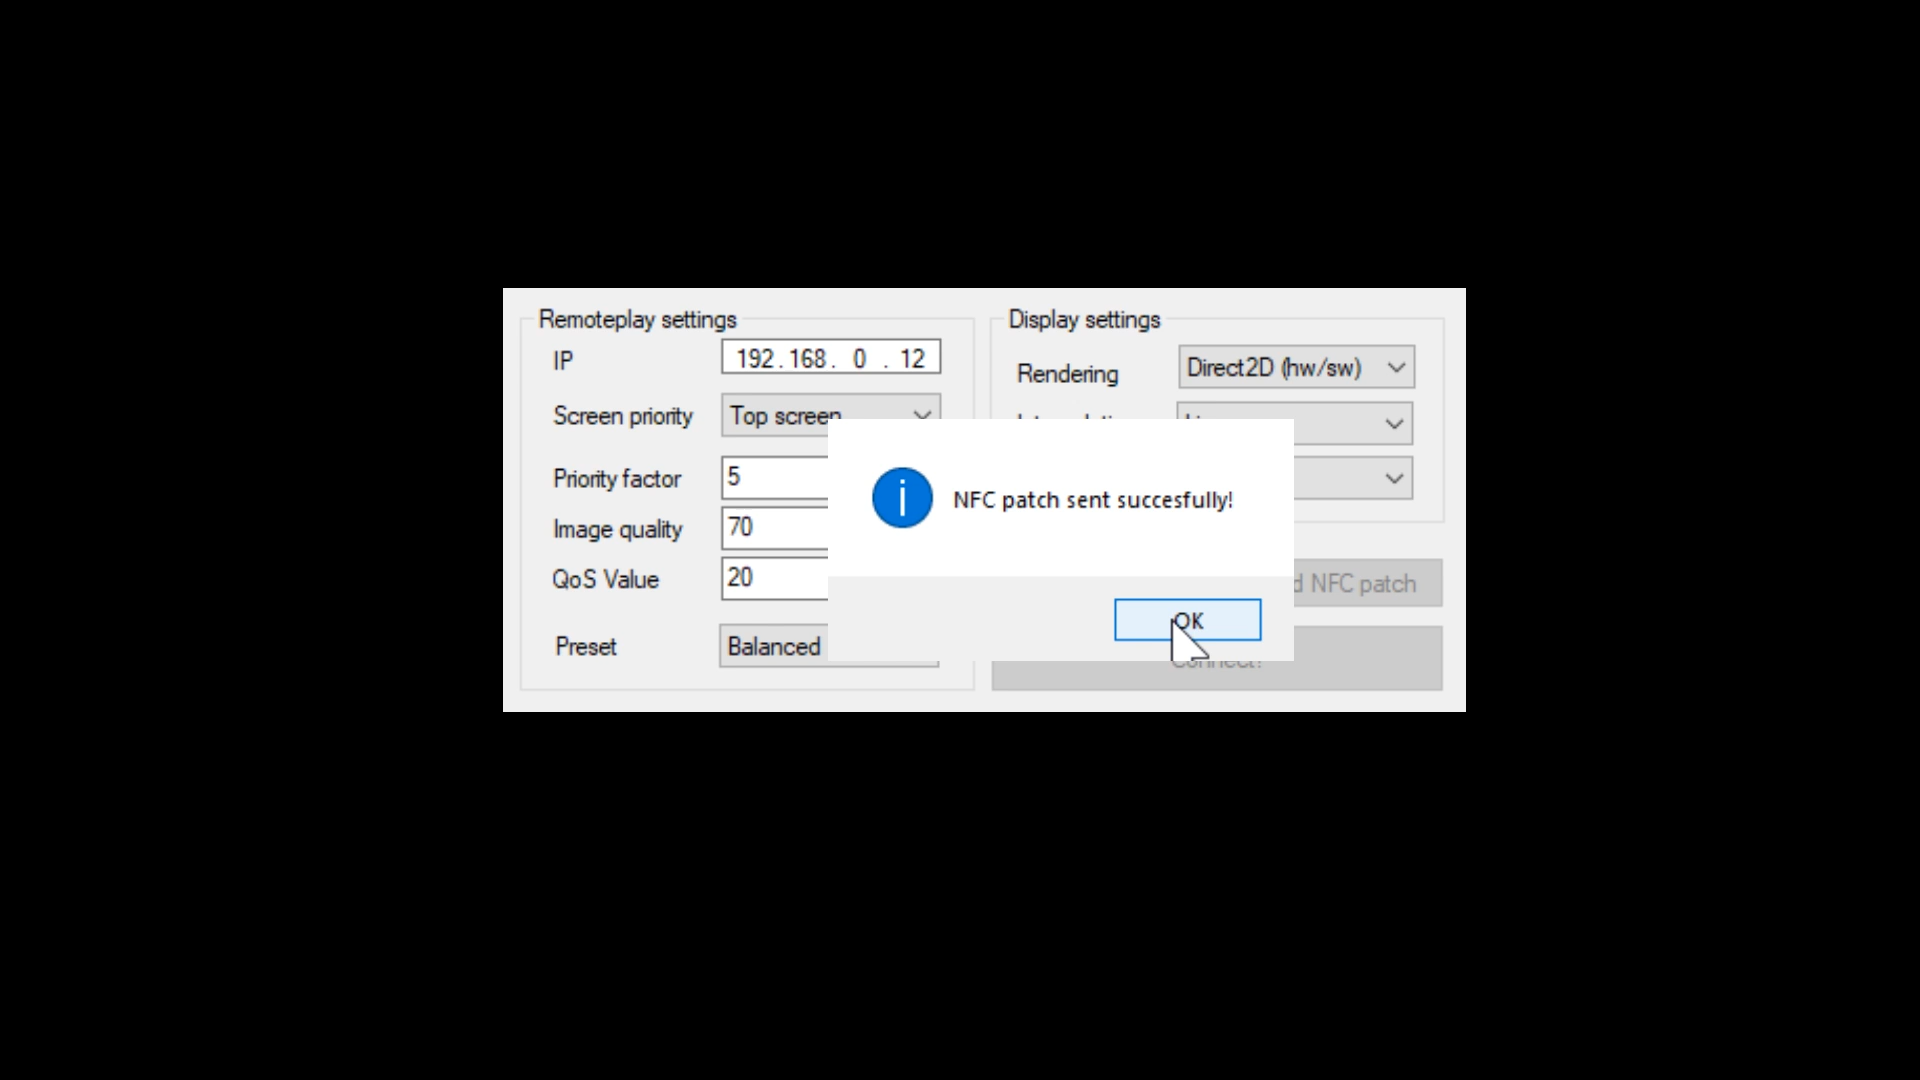 Remoteplay settings
IP 192.168. 0 . 12
Screen priority Top screen
Priority factor 5
Image quality 70
QoS Value 20
Preset Balanced
Display settings
Rendering Direct2D (hw/sw)
NFC patch
NFC patch sent succesfully!
OK